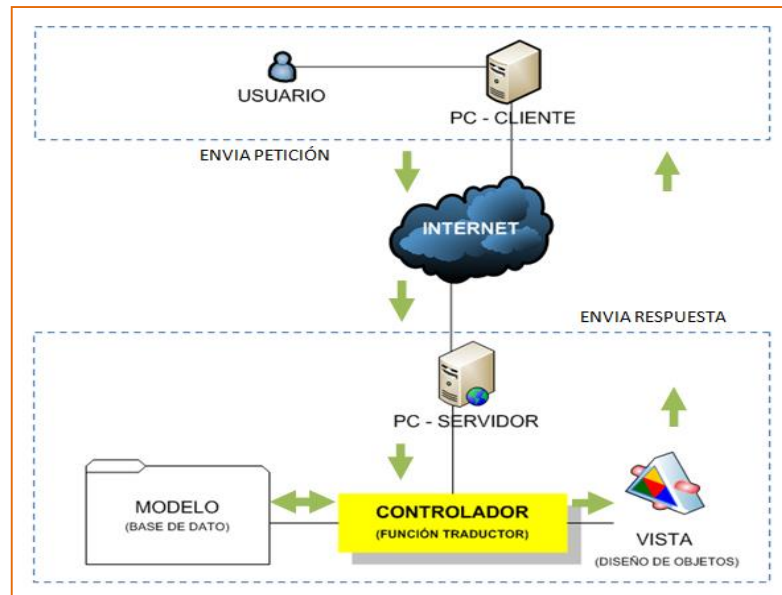 USUARIO
PC - CLIENTE
ENVIA PETICIÓN
INTERNET
ENVIA RESPUESTA
PC - SERVIDOR
MODELO
(BASE DE DATO)
CONTROLADOR
(FUNCIÓN TRADUCTOR)
VISTA
(DISEÑO DE OBJETOS)